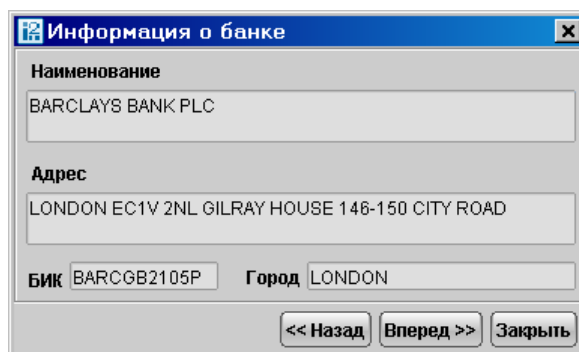 Информация о банке
Наименование
BARCLAYS BANK PLC
Адрес
LONDON EC1V 2NL GILRAY HOUSE 146-150 CITY ROAD
БИК BARCGB2105P Город LONDON
<< Назад Вперед >> Закрыть